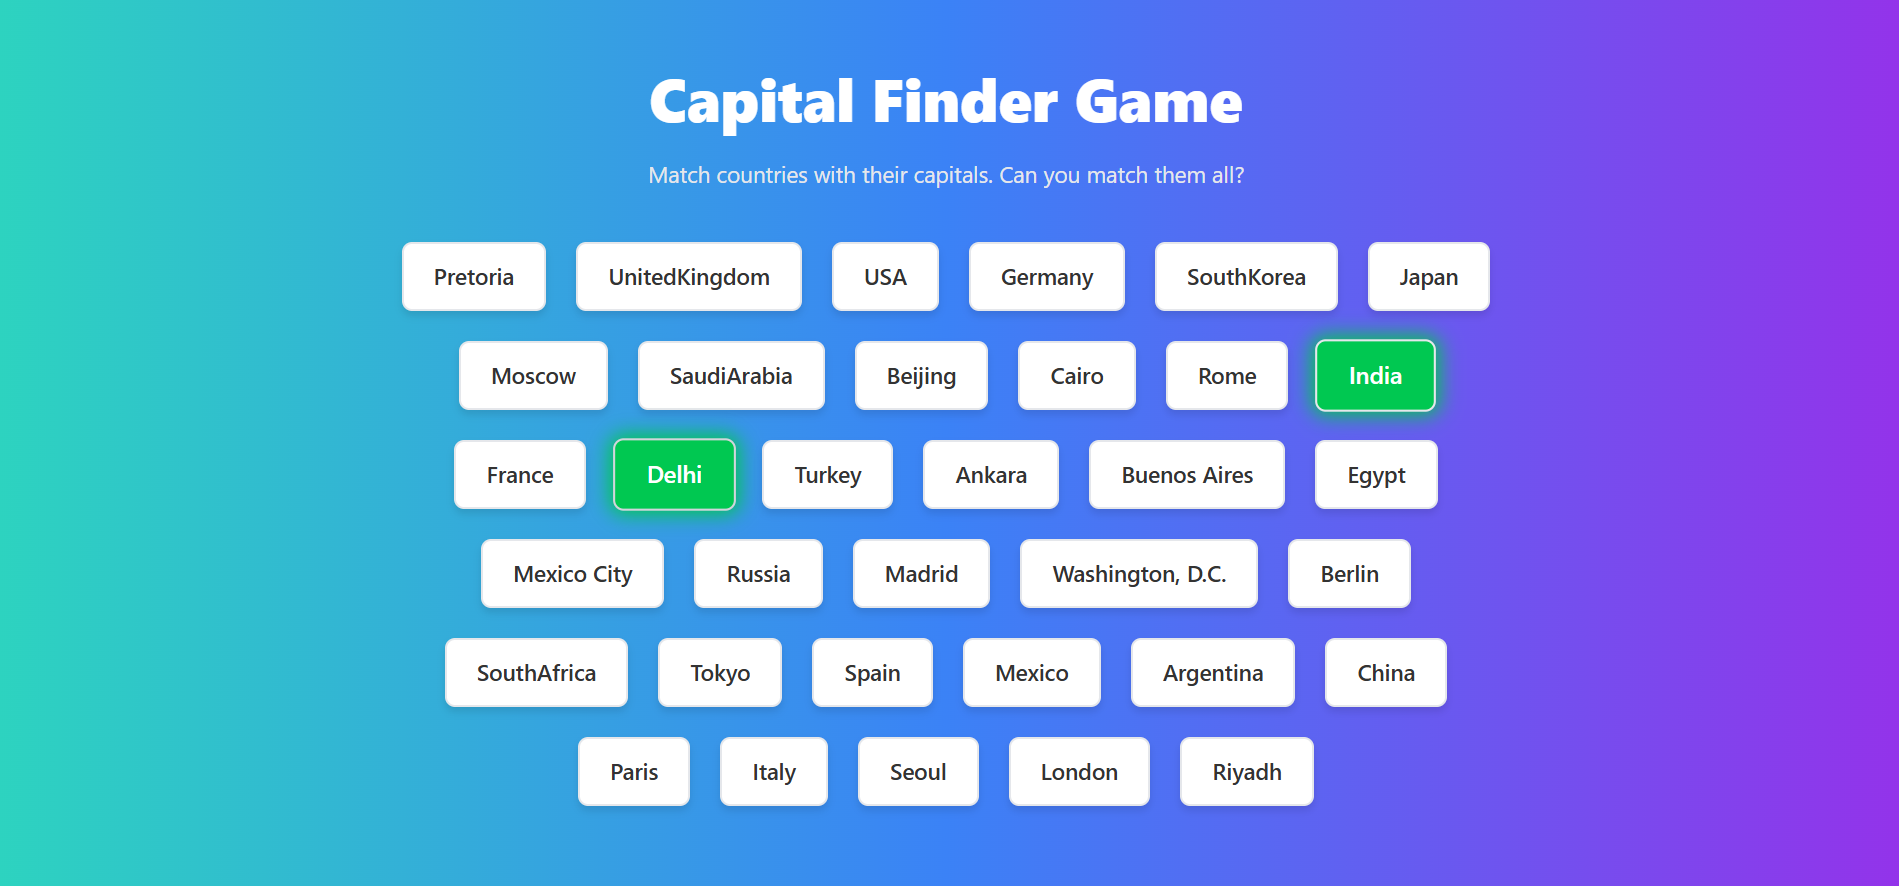 Capital Finder Game
Match countries with their capitals. Can you match them all?
Pretoria UnitedKingdom USA Germany SouthKorea Japan
Moscow SaudiArabia Beijing Cairo Rome India
France Delhi Turkey Ankara Buenos Aires Egypt
Mexico City Russia Madrid Washington, D.C. Berlin
SouthAfrica Tokyo Spain Mexico Argentina China
Paris Italy Seoul London Riyadh